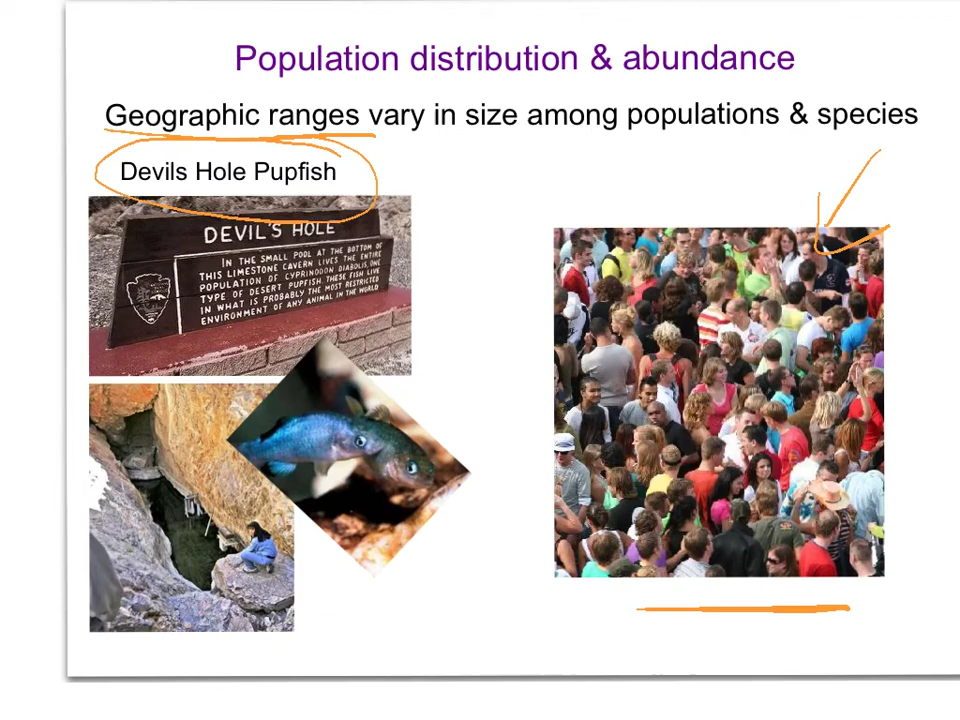 Population distribution & abundance
Geographic ranges vary in size among populations & species
Devils Hole Pupfish
DEVIL'S HOLE
IN THE SMALL POOL AT THE BOTTOM OF
THIS LIMESTONE CAVERN LIVES THE ENTIRE
POPULATION OF CYPRINODON DIABOLIS, ONE
TYPE OF DESERT PUPFISH. THESE FISH LIVE
IN WHAT IS PROBABLY THE MOST RESTRICTED
ENVIRONMENT OF ANY ANIMAL IN THE WORLD